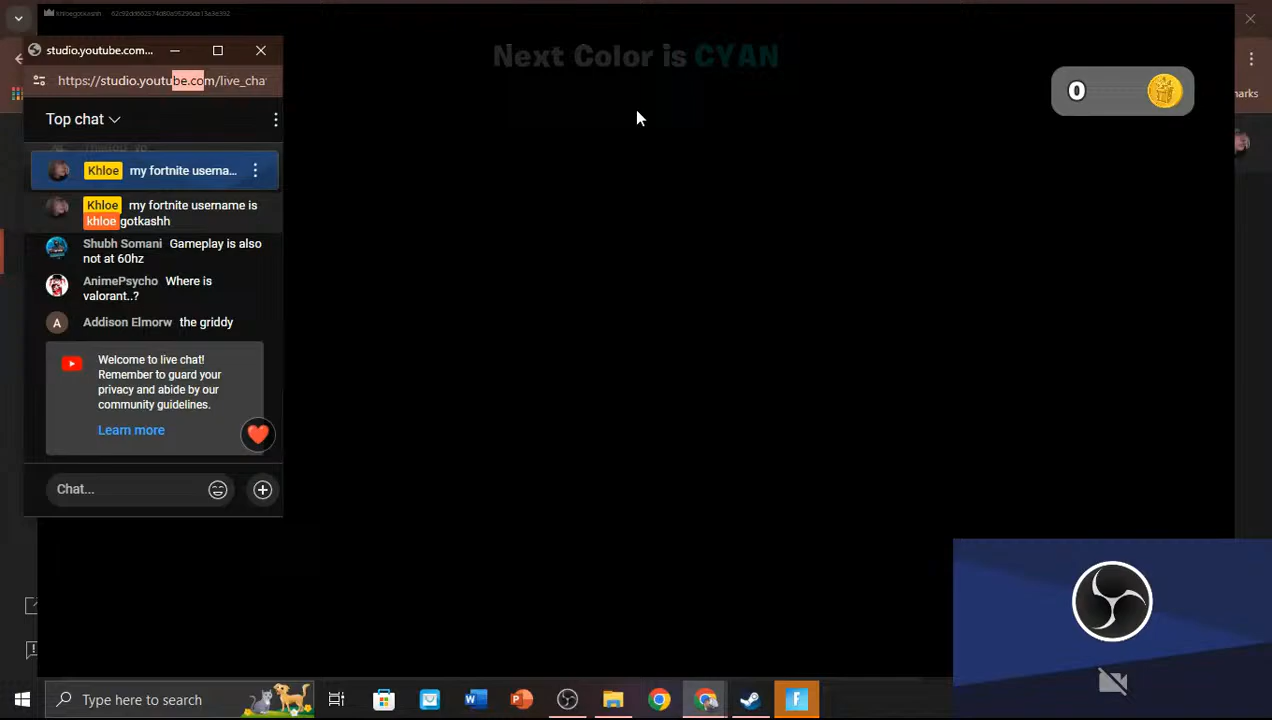 khloegotkashh 62c92dd662574d80a95296da13a3e392
Next Color is CYAN
0
studio.youtube.com...
https://studio.youtube.com/live_cha
arks
Top chat
Khloe my fortnite userna...
Khloe my fortnite username is
khloe gotkashh
Shubh Somani Gameplay is also
not at 60hz
AnimePsycho Where is
valorant..?
A Addison Elmorw the griddy
Welcome to live chat!
Remember to guard your
privacy and abide by our
community guidelines.
Learn more
Chat...
Type here to search